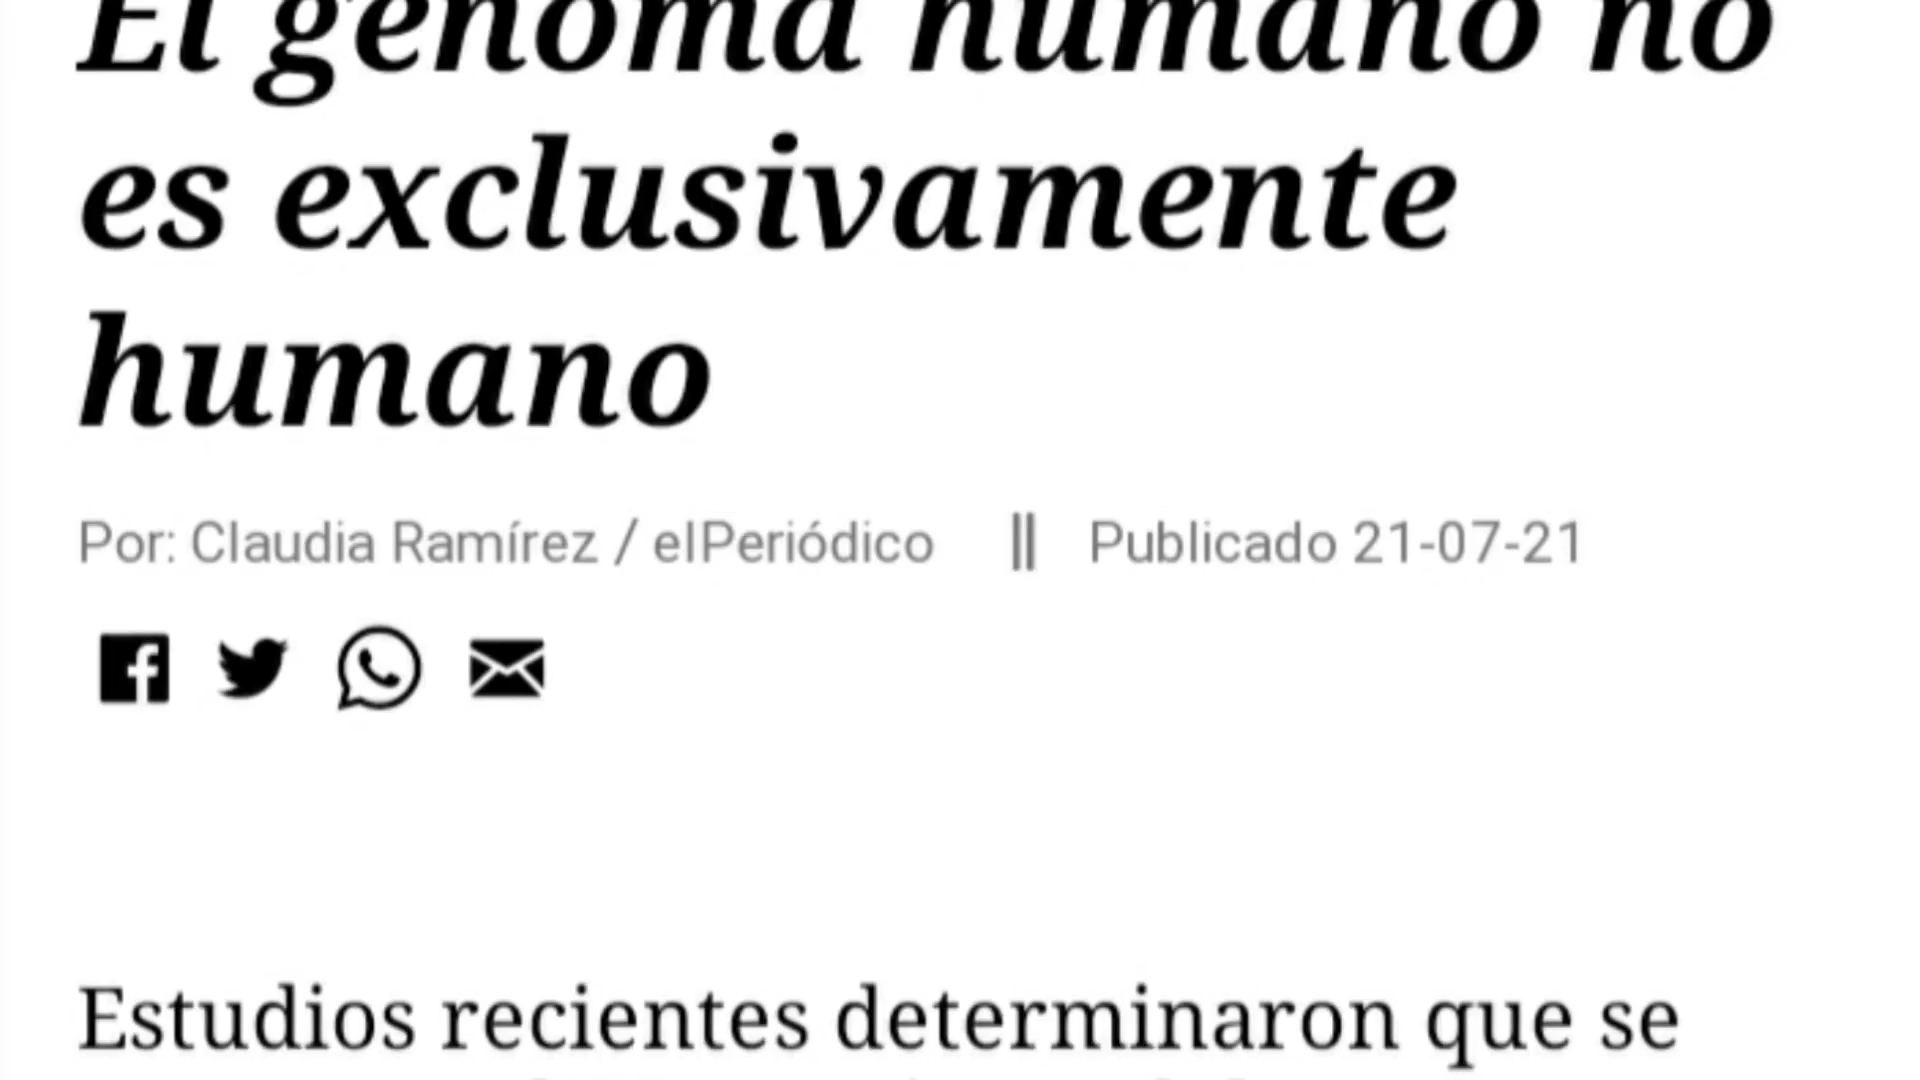 El genoma humano no
es exclusivamente
humano
Por: Claudia Ramírez / elPeriódico || Publicado 21-07-21
Estudios recientes determinaron que se